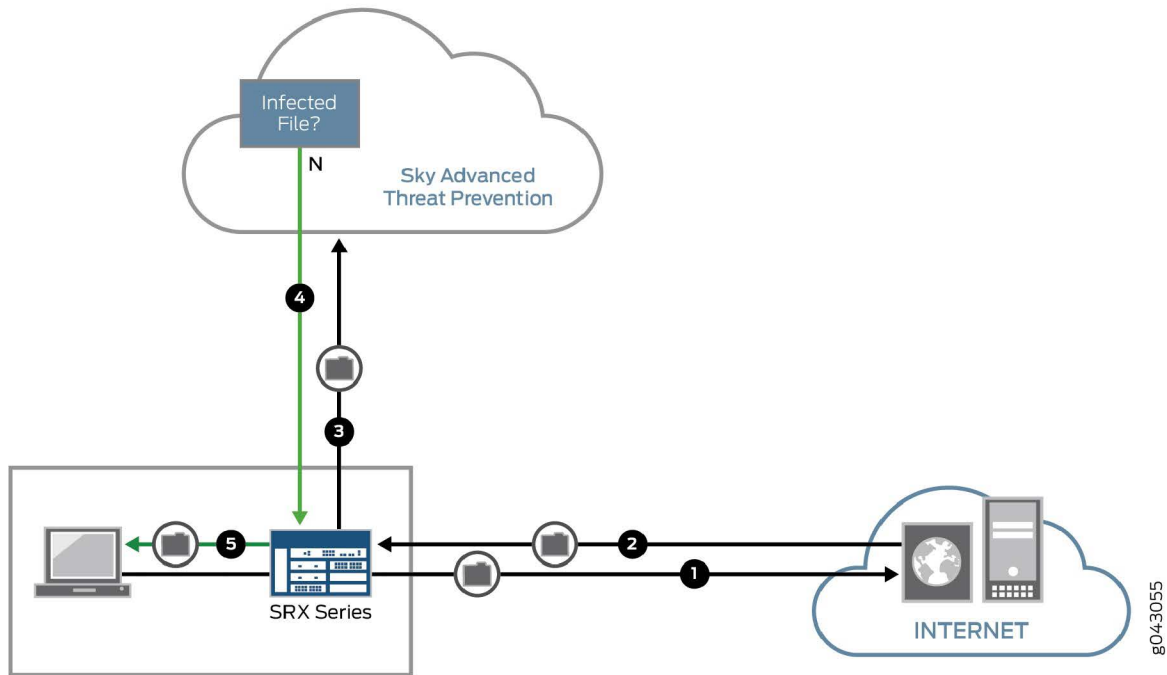 Infected
File?
N
Sky Advanced
Threat Prevention
4
3
5
2
1
SRX Series
INTERNET
g043055